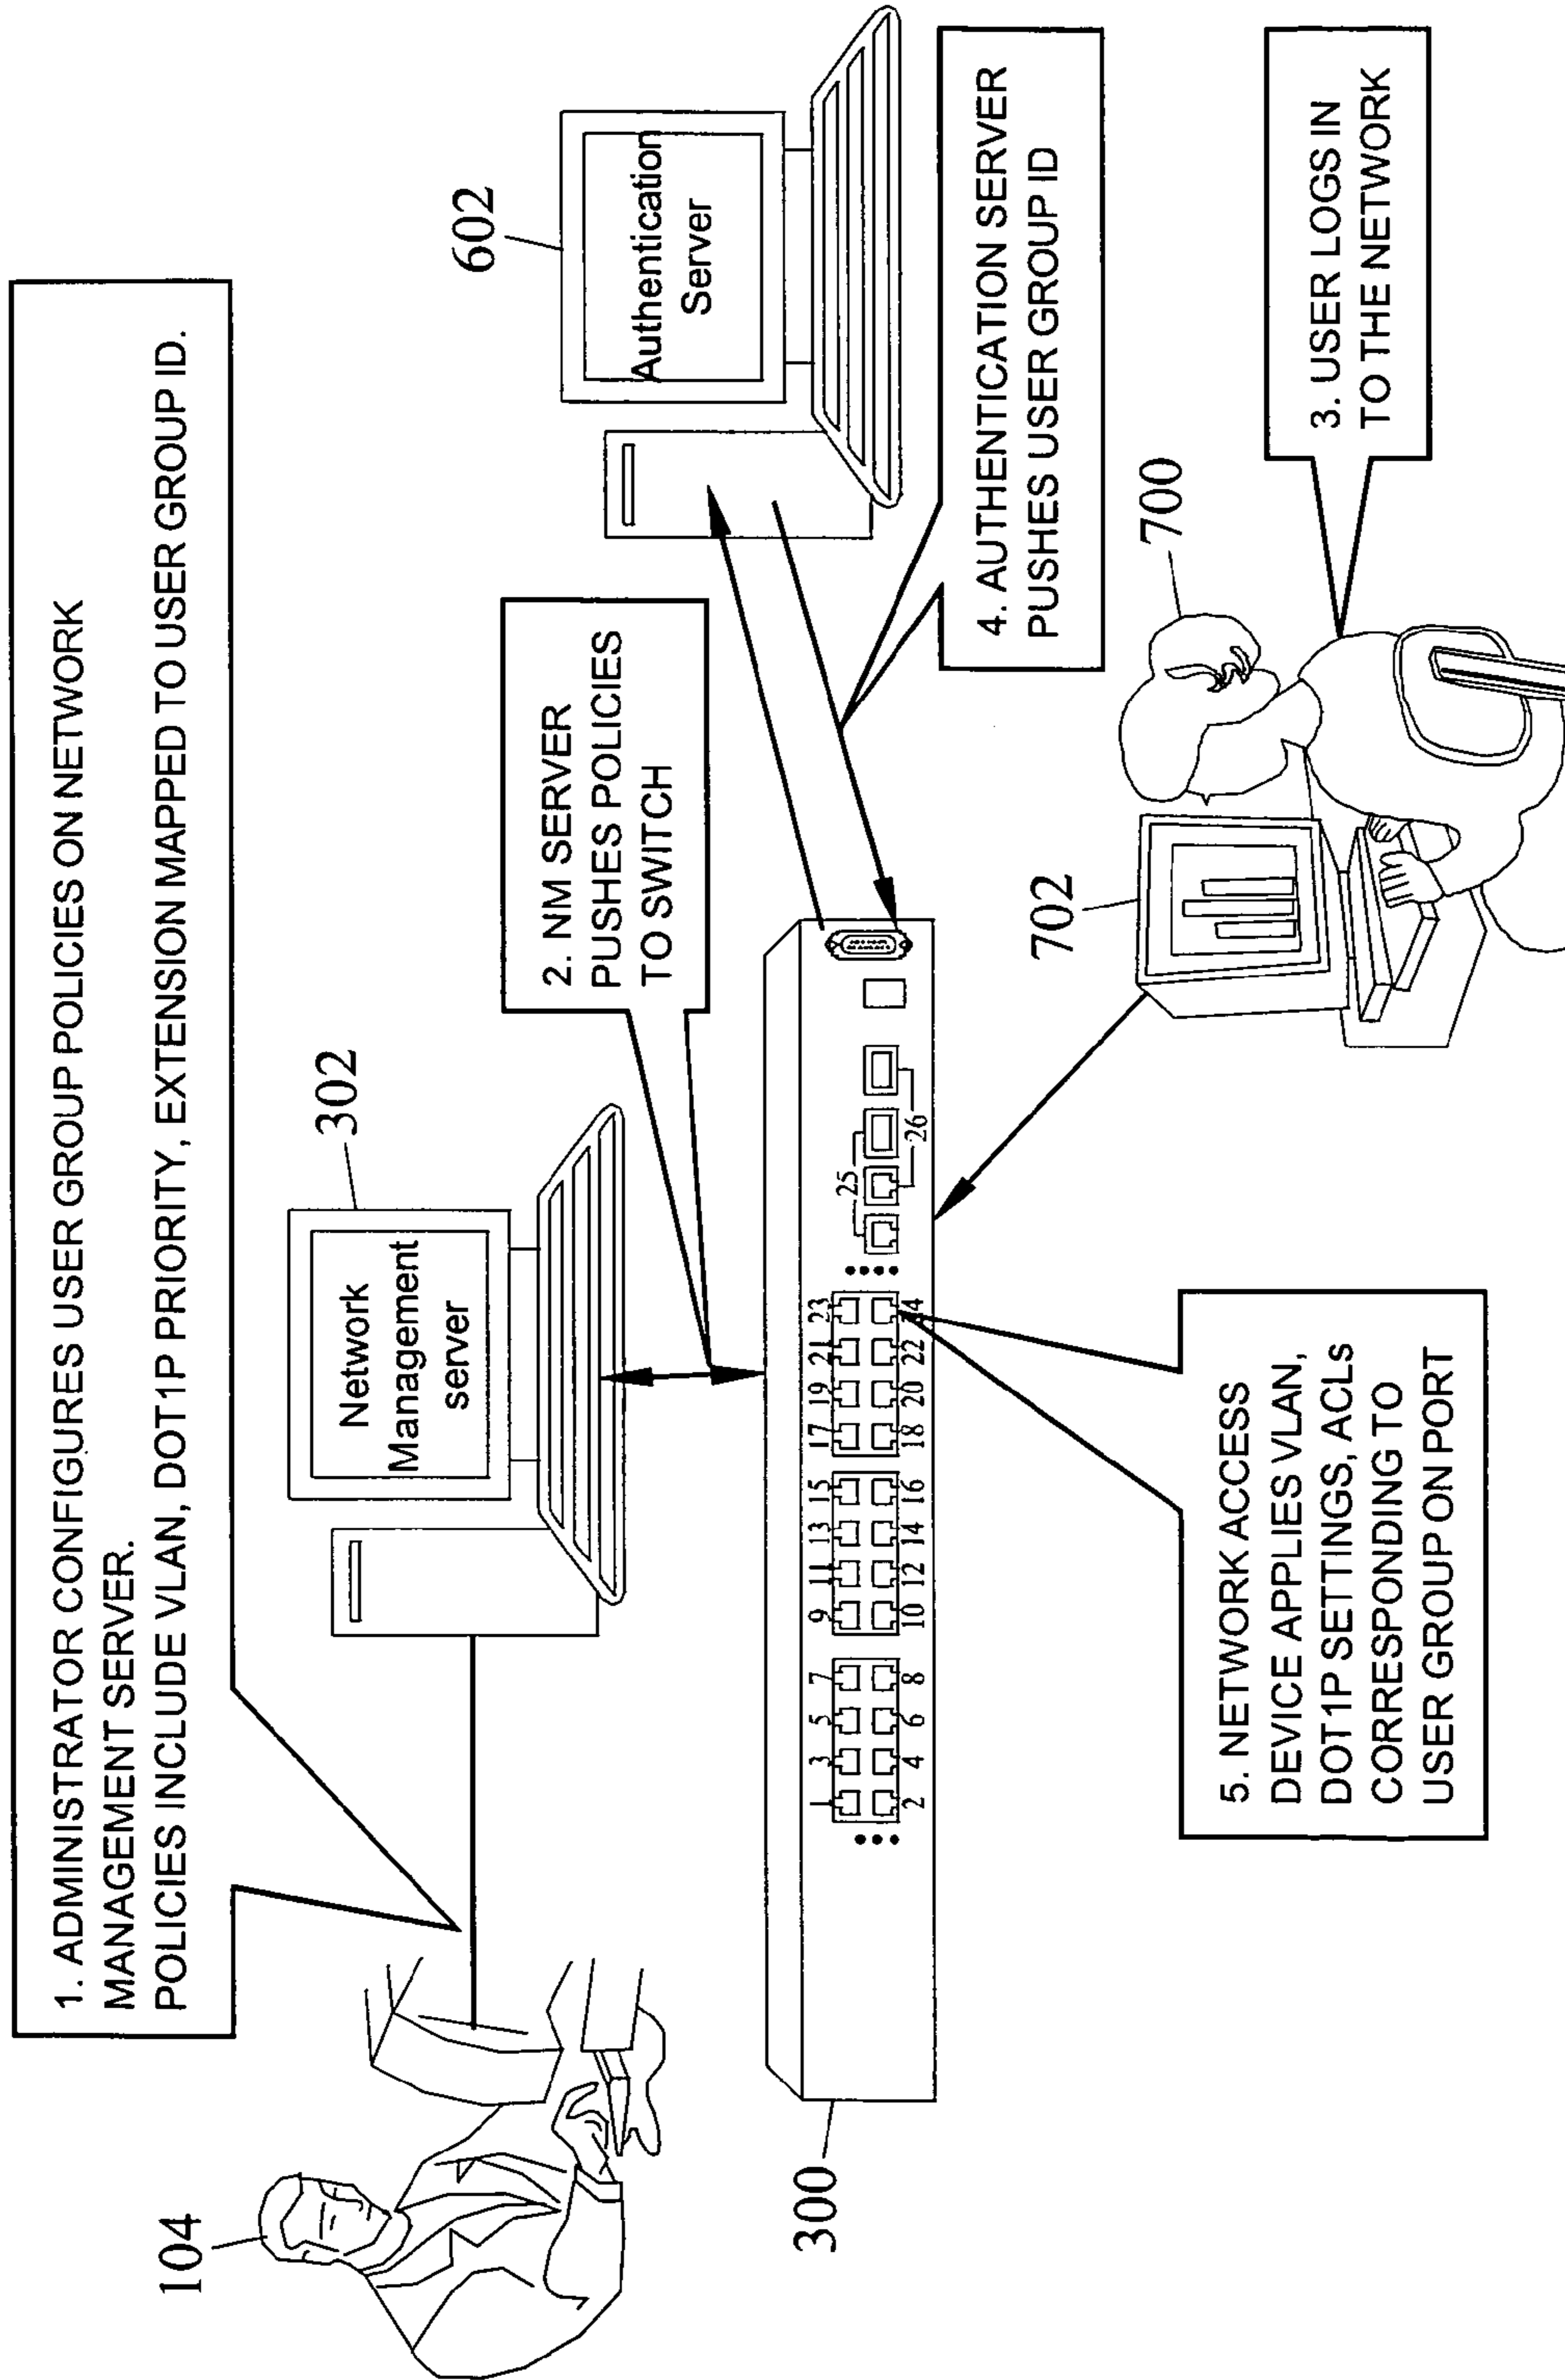 1. ADMINISTRATOR CONFIGURES USER GROUP POLICIES ON NETWORK
MANAGEMENT SERVER.
POLICIES INCLUDE VLAN, DOT1P PRIORITY, EXTENSION MAPPED TO USER GROUP ID.
104
302
Network
Management
server
2. NM SERVER
PUSHES POLICIES
TO SWITCH
602
Authentication
Server
300
1 3 5 7 9 11 13 15 17 19 21 23
2 4 6 8 10 12 14 16 18 20 22 24
25
26
4. AUTHENTICATION SERVER
PUSHES USER GROUP ID
702
700
3. USER LOGS IN
TO THE NETWORK
5. NETWORK ACCESS
DEVICE APPLIES VLAN,
DOT1P SETTINGS, ACLs
CORRESPONDING TO
USER GROUP ON PORT